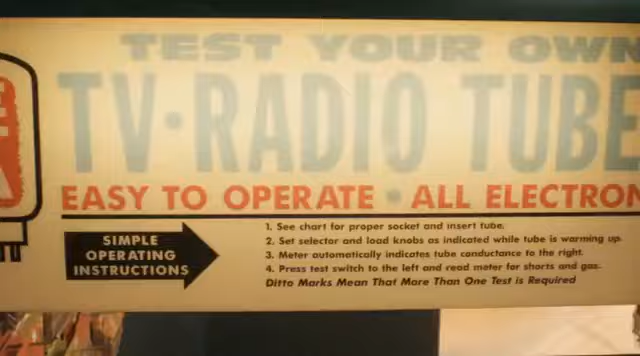 TEST YOUR OWN
TV·RADIO TUBE
EASY TO OPERATE · ALL ELECTRON
SIMPLE
OPERATING
INSTRUCTIONS
1. See chart for proper socket and insert tube.
2. Set selector and load knobs as indicated while tube is warming up.
3. Meter automatically indicates tube conductance to the right.
4. Press test switch to the left and read meter for shorts and gas.
Ditto Marks Mean That More Than One Test is Required